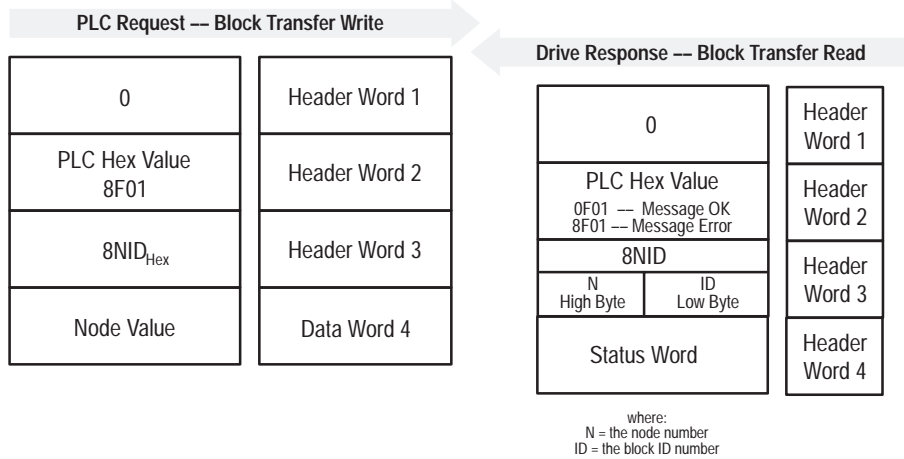 PLC Request –– Block Transfer Write
0
Header Word 1
PLC Hex Value
8F01
Header Word 2
8NIDHex
Header Word 3
Node Value
Data Word 4
Drive Response –– Block Transfer Read
0
Header
Word 1
PLC Hex Value
0F01 –– Message OK
8F01 –– Message Error
Header
Word 2
8NID
N
High Byte
ID
Low Byte
Header
Word 3
Status Word
Header
Word 4
where:
N = the node number
ID = the block ID number